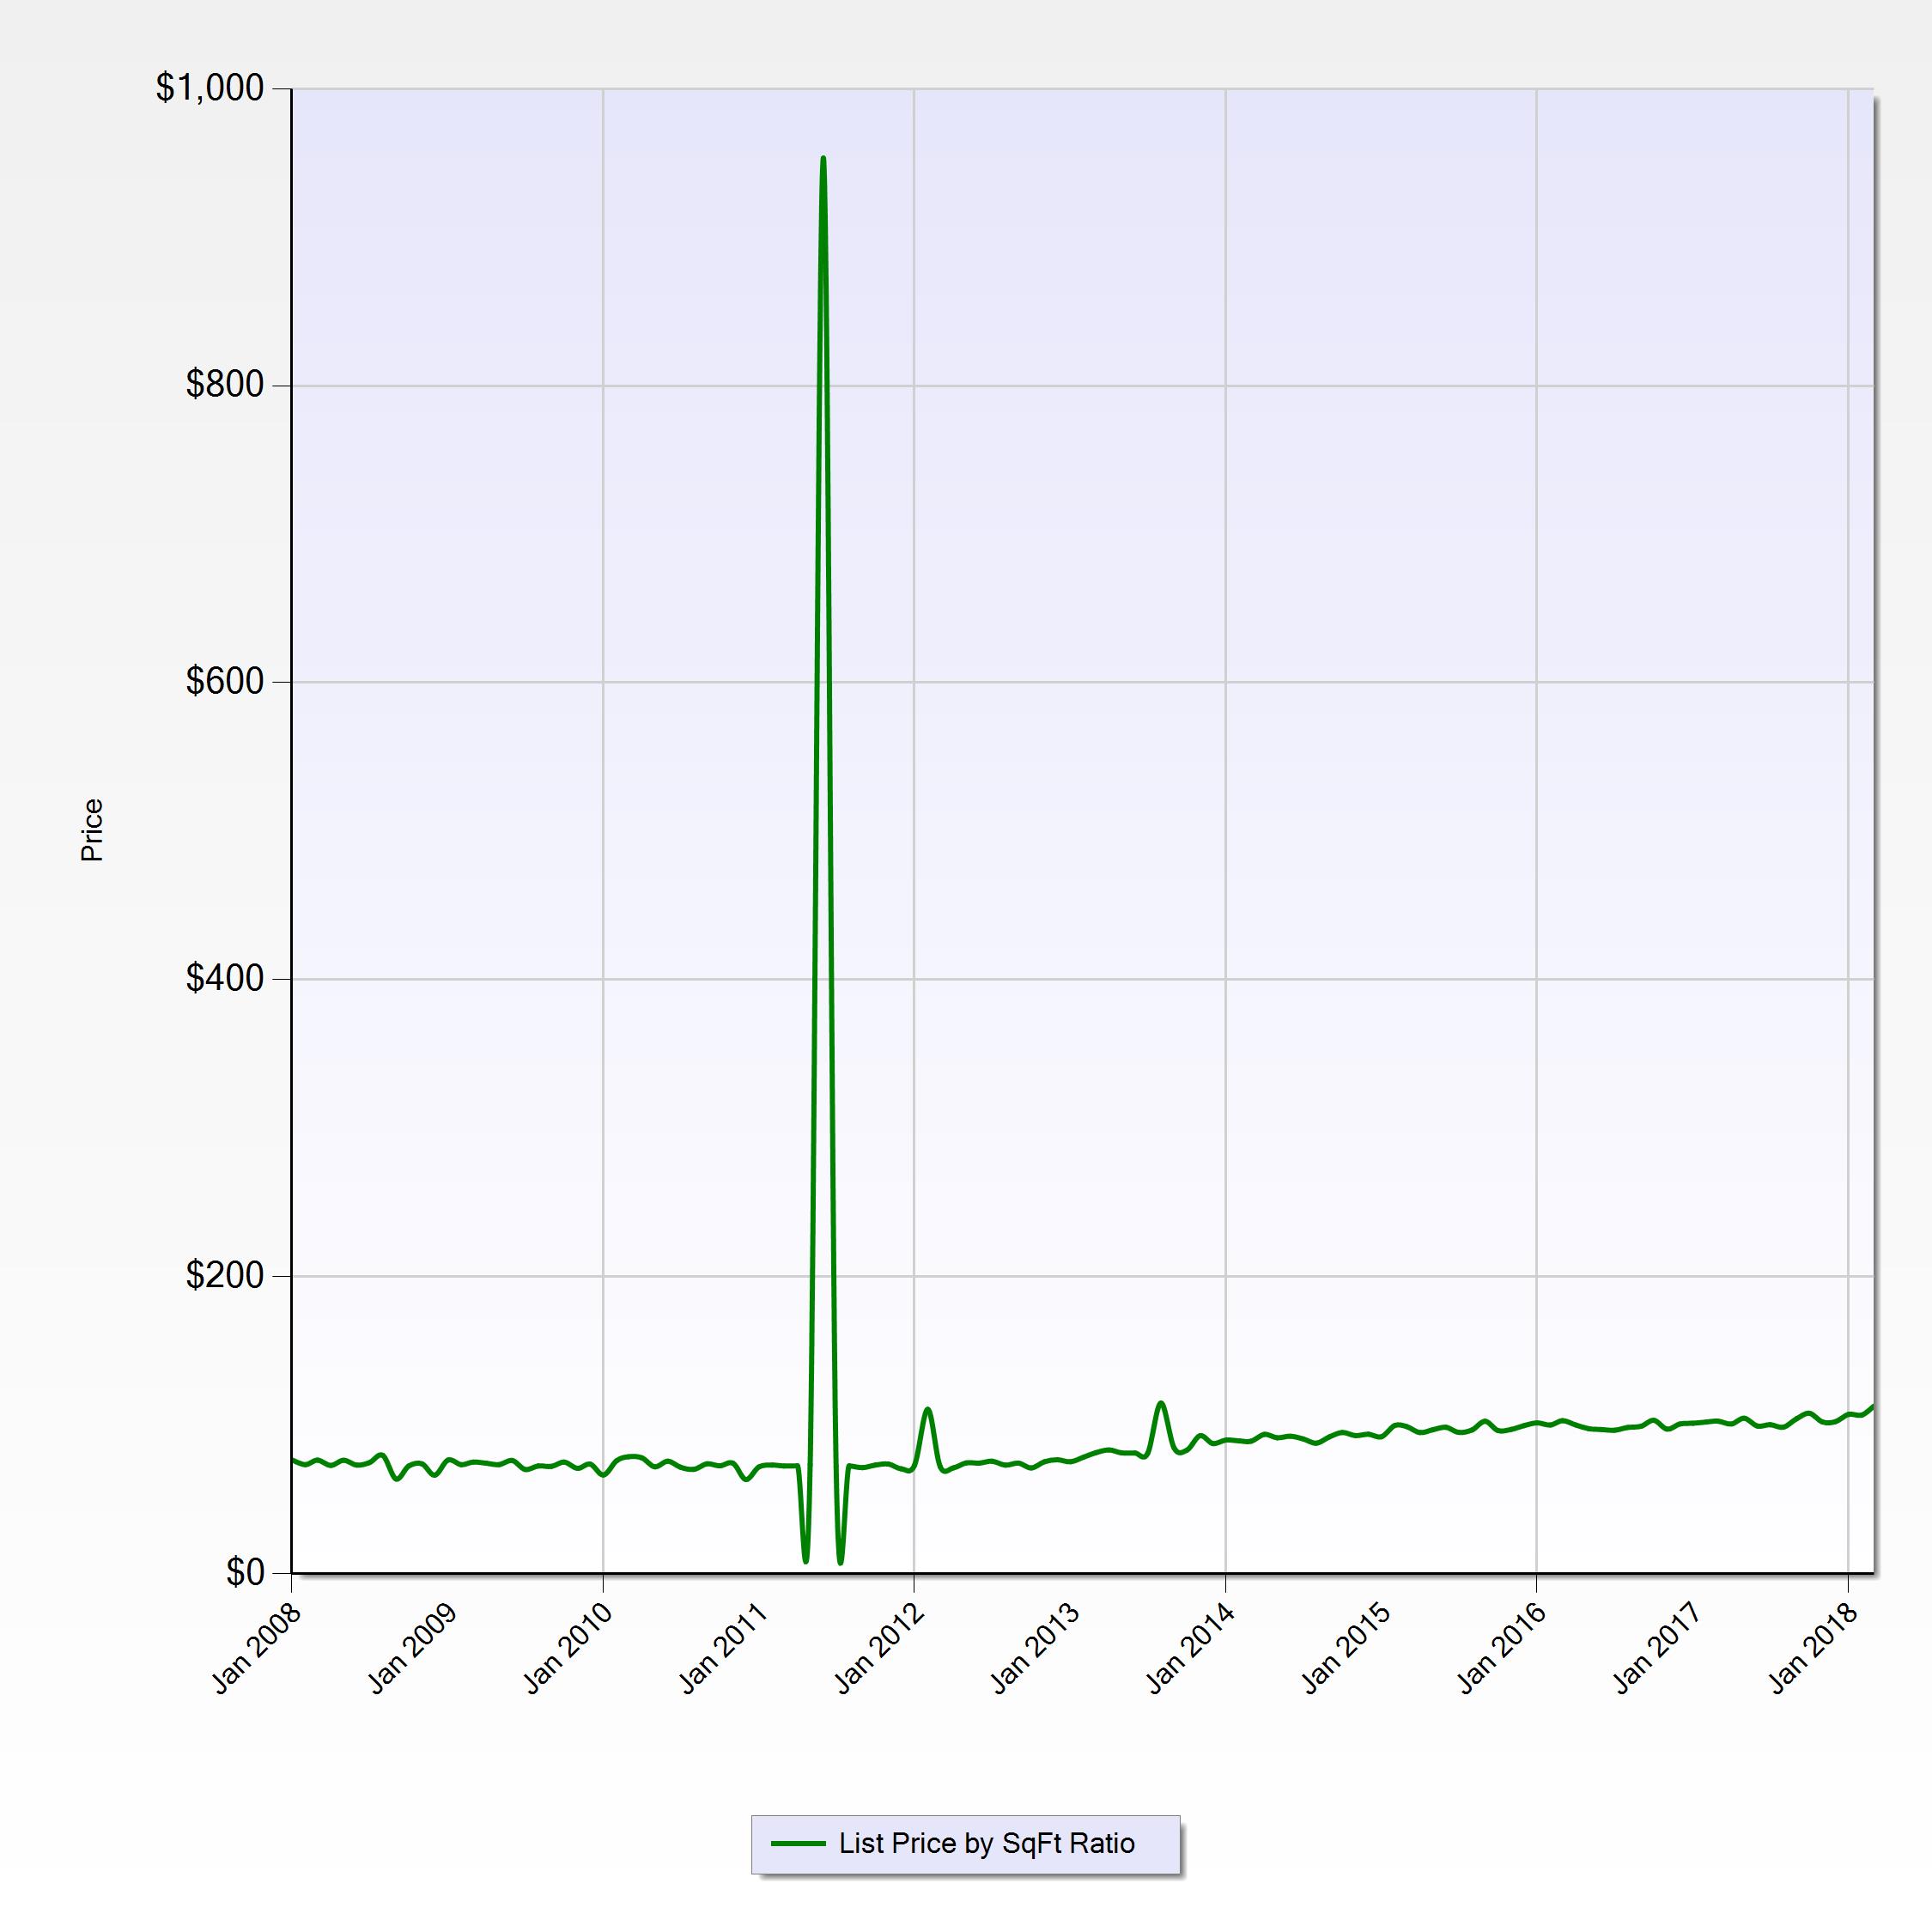 $1,000
$800
$600
$400
$200
$0
Price
Jan 2008
Jan 2009
Jan 2010
Jan 2011
Jan 2012
Jan 2013
Jan 2014
Jan 2015
Jan 2016
Jan 2017
Jan 2018
List Price by SqFt Ratio